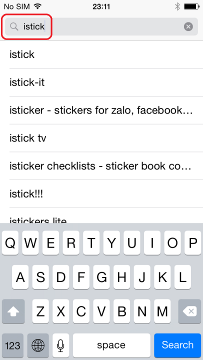 No SIM 23:11
istick
istick
istick-it
isticker - stickers for zalo, facebook...
istick tv
isticker checklists - sticker book co...
istick!!!
istickers lite
Q W E R T Y U I O P
A S D F G H J K L
Z X C V B N M
123 space Search